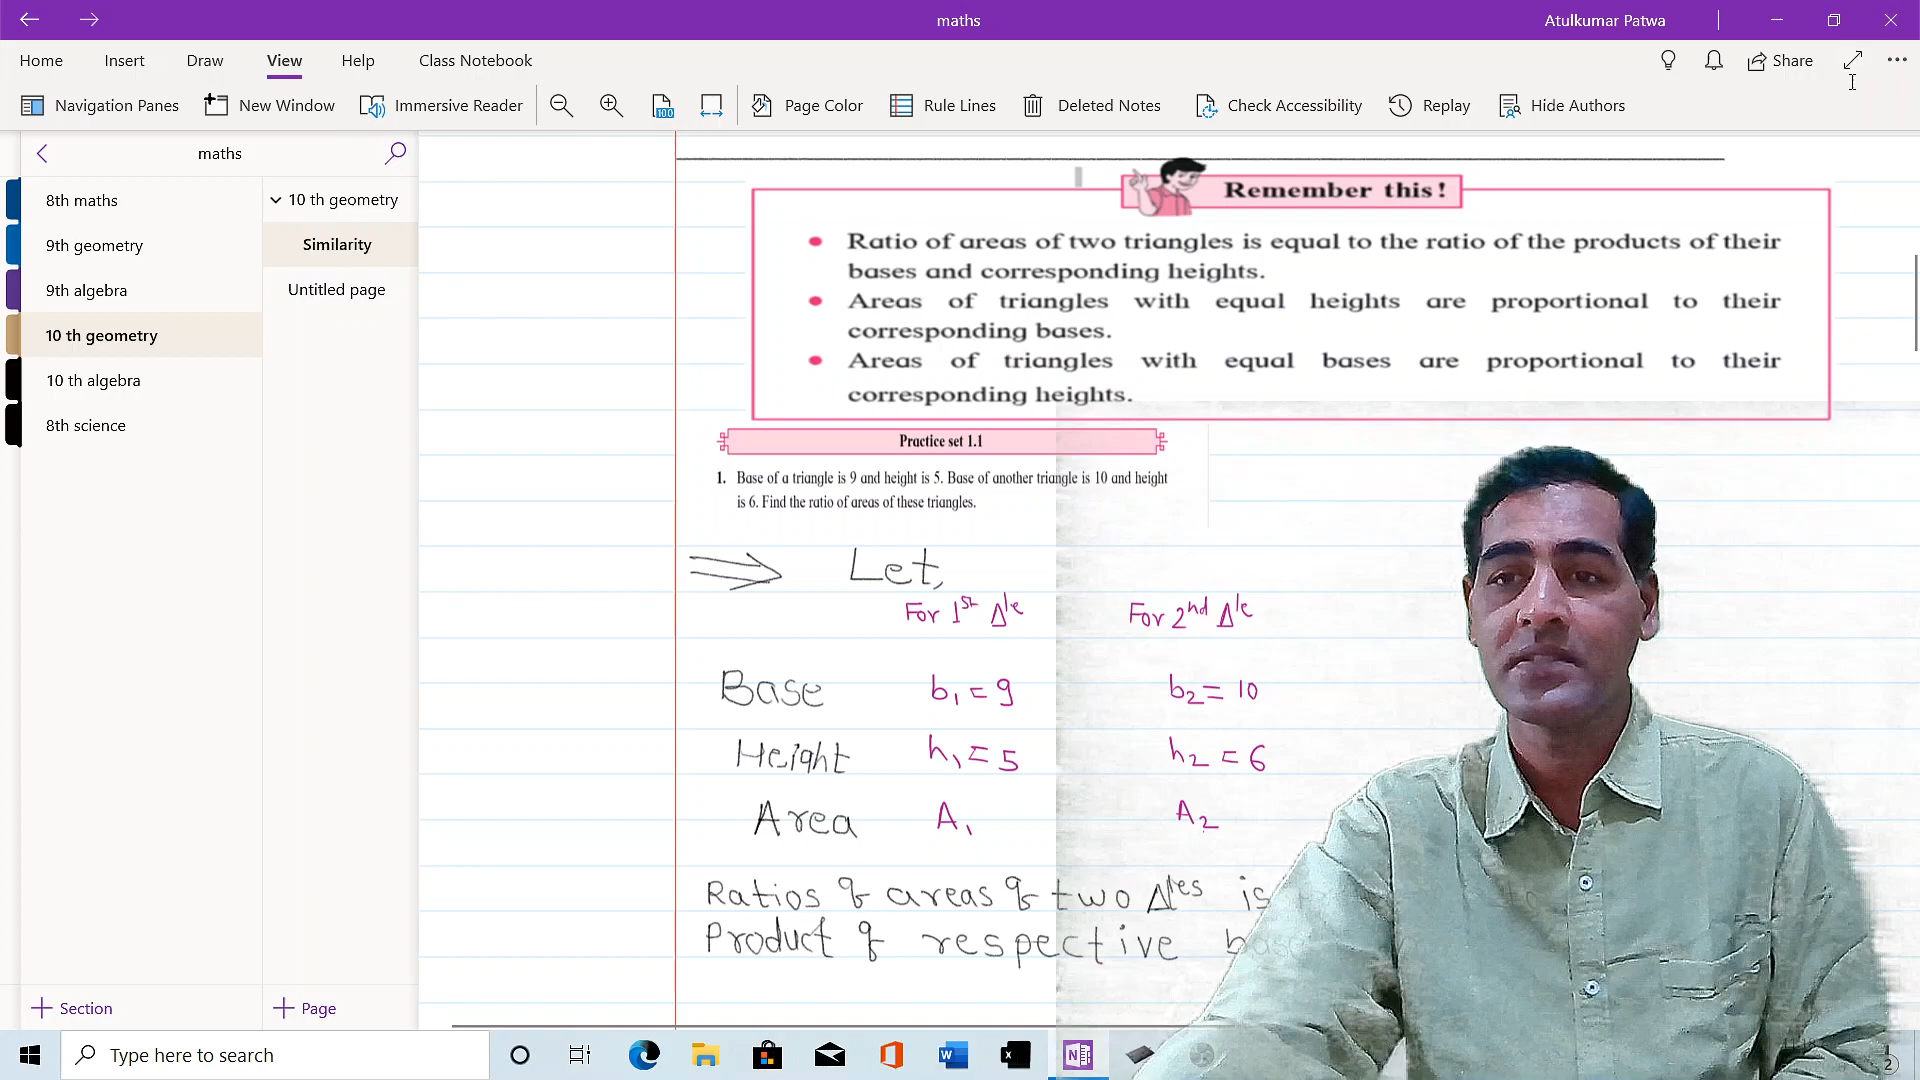 maths
Atulkumar Patwa
Home Insert Draw View Help Class Notebook
Share
Navigation Panes New Window Immersive Reader Page Color Rule Lines Deleted Notes Check Accessibility Replay Hide Authors
maths
8th maths
9th geometry
9th algebra
10 th geometry
10 th algebra
8th science
10 th geometry
Similarity
Untitled page
Remember this!
Ratio of areas of two triangles is equal to the ratio of the products of their
bases and corresponding heights.
Areas of triangles with equal heights are proportional to their
corresponding bases.
Areas of triangles with equal bases are proportional to their
corresponding heights.
Practice set 1.1
1. Base of a triangle is 9 and height is 5. Base of another triangle is 10 and height
is 6. Find the ratio of areas of these triangles.
⇒ Let,
For 1st Δle For 2nd Δle
Base b1 = 9 b2 = 10
Height h1 = 5 h2 = 6
Area A1 A2
Ratios of areas of two Δles is
Product of respective
+ Section
+ Page
Type here to search